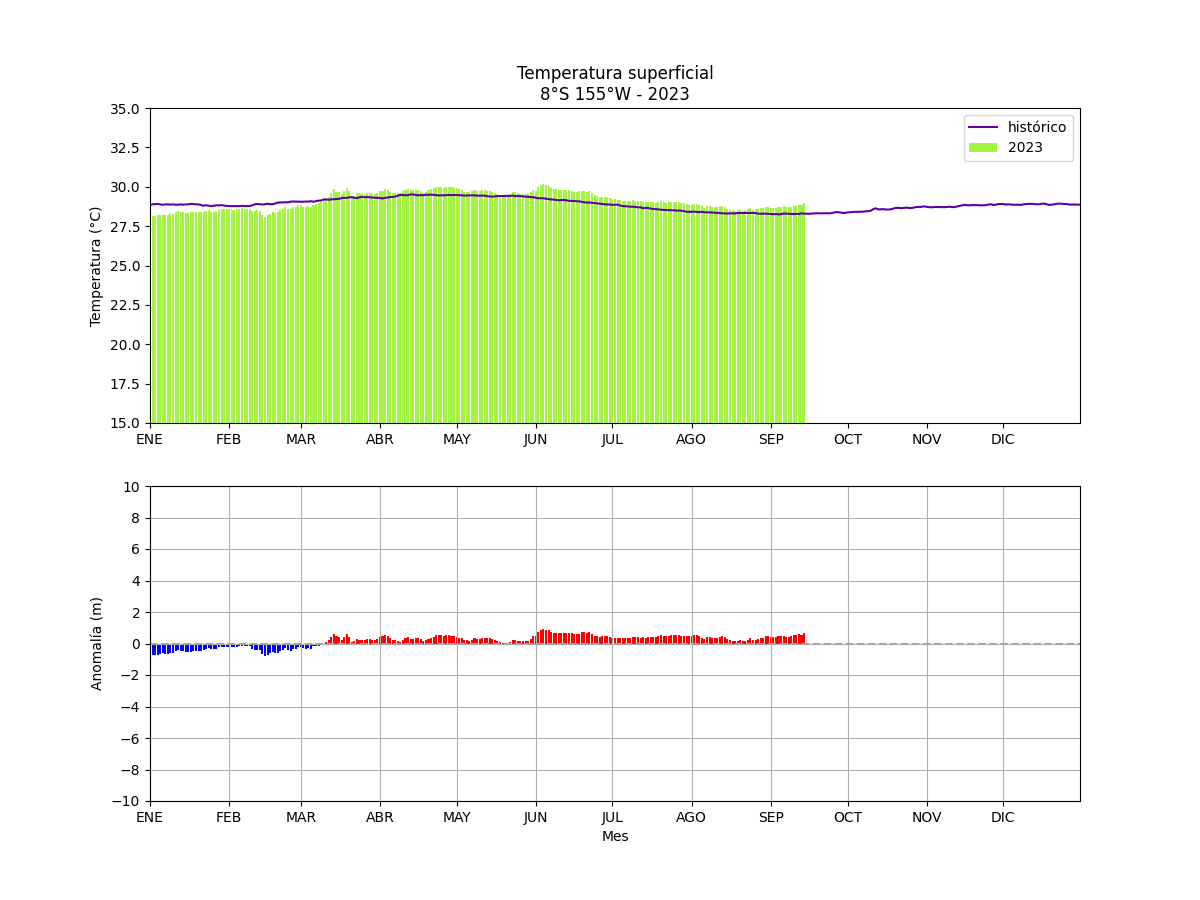 Temperatura superficial
8°S 155°W - 2023
Temperatura (°C)
35.0
32.5
30.0
27.5
25.0
22.5
20.0
17.5
15.0
histórico
2023
ENE FEB MAR ABR MAY JUN JUL AGO SEP OCT NOV DIC
Anomalía (m)
10
8
6
4
2
0
−2
−4
−6
−8
−10
ENE FEB MAR ABR MAY JUN JUL AGO SEP OCT NOV DIC
Mes